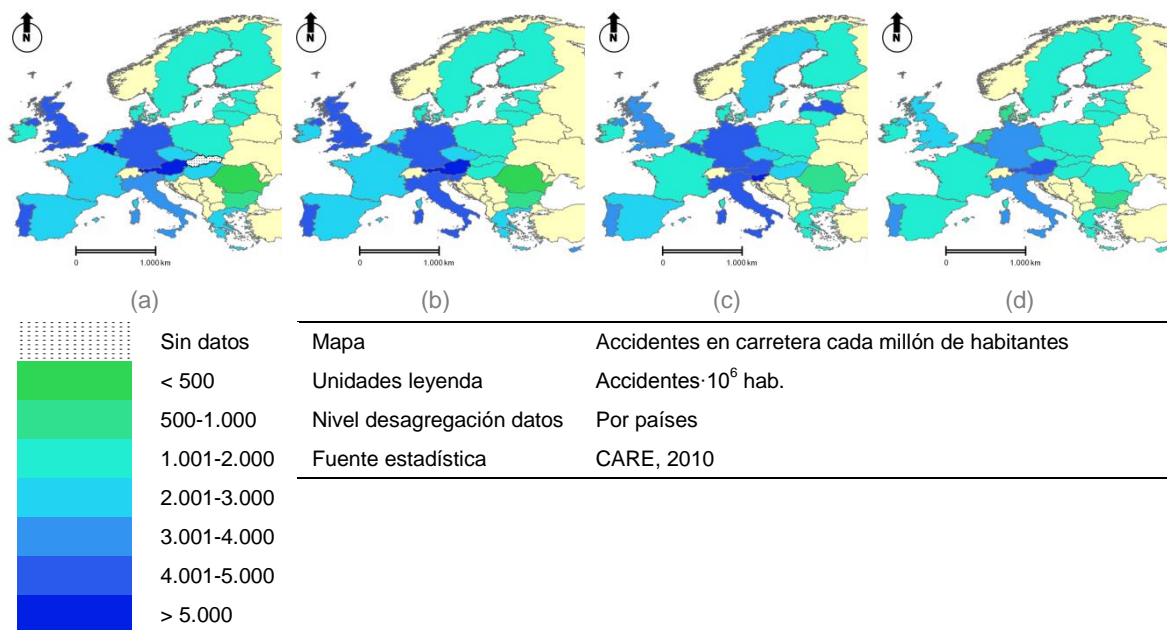 N N N N
0 1.000 km 0 1.000 km 0 1.000 km 0 1.000 km
(a) (b) (c) (d)
Sin datos Mapa Accidentes en carretera cada millón de habitantes
< 500 Unidades leyenda Accidentes·10⁶ hab.
500-1.000 Nivel desagregación datos Por países
1.001-2.000 Fuente estadística CARE, 2010
2.001-3.000
3.001-4.000
4.001-5.000
> 5.000